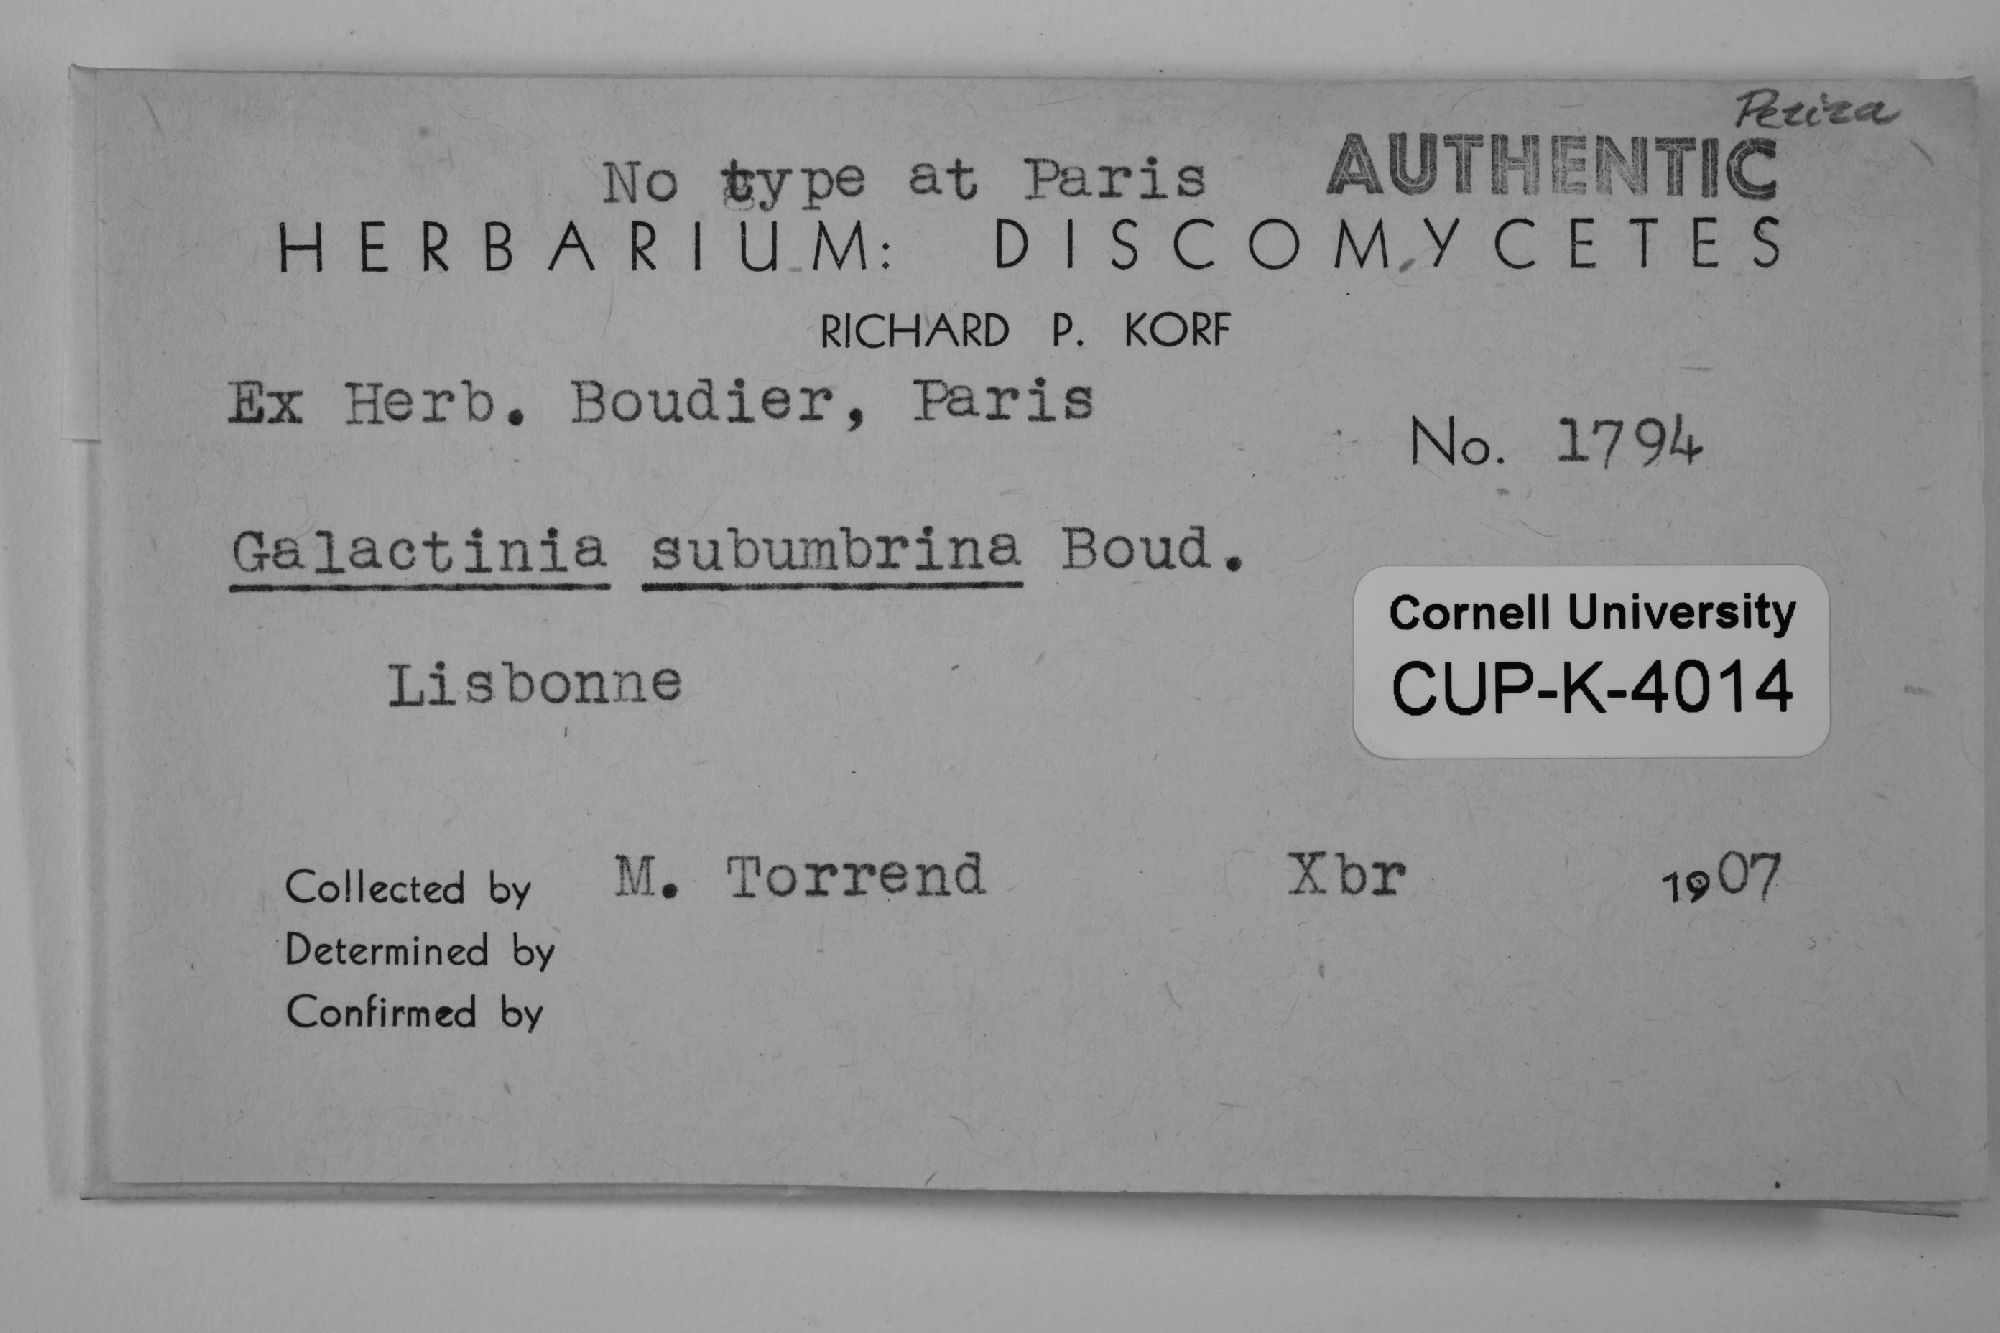 Peziza
No type at Paris AUTHENTIC
HERBARIUM: DISCOMYCETES
RICHARD P. KORF
Ex Herb. Boudier, Paris
No. 1794
Galactinia subumbrina Boud.
Cornell University
CUP-K-4014
Lisbonne
Collected by M. Torrend Xbr 1907
Determined by
Confirmed by